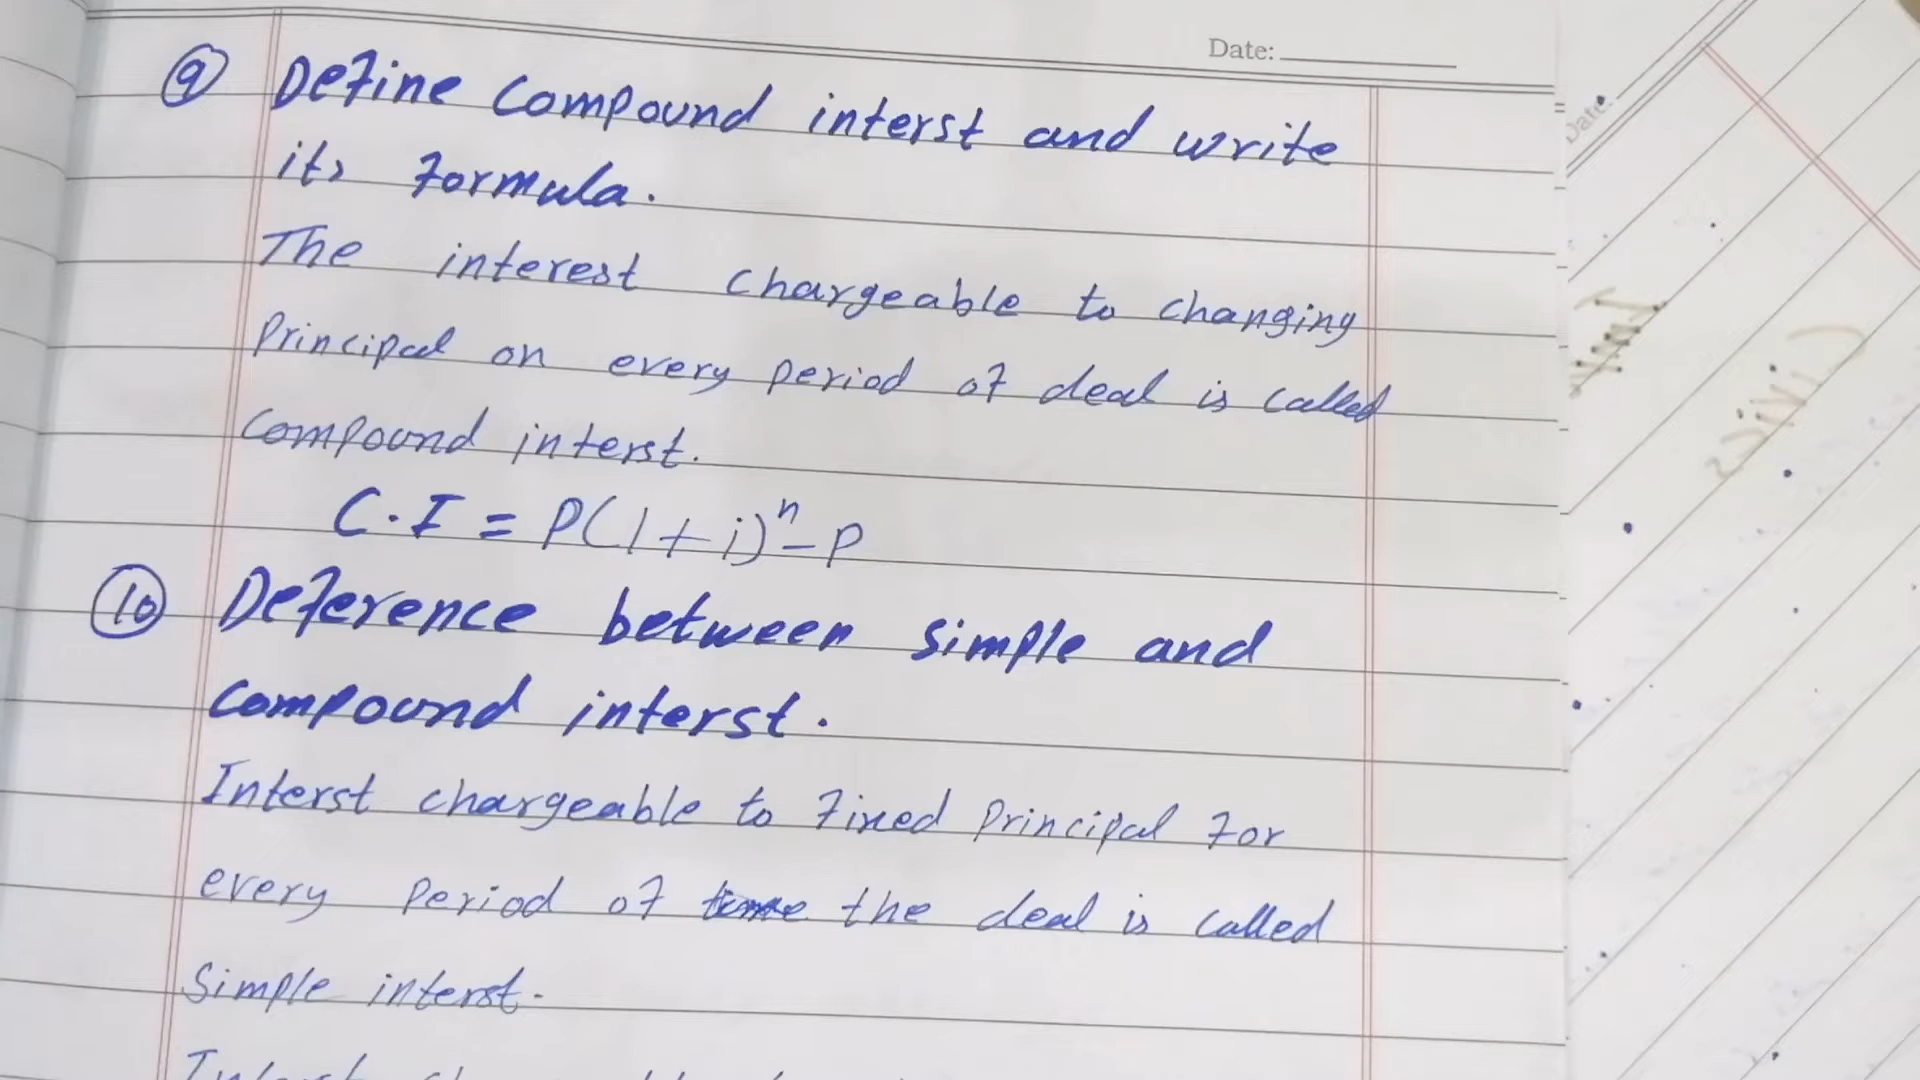 Date:
9 Define compound interst and write
its formula.
The interest chargeable to changing
Principal on every period of deal is called
compound interst.
C.I = P(1+i)ⁿ-P
10 Deference between simple and
compound interst.
Interst chargeable to fixed principal for
every period of the deal is called
Simple interst.
Date:
Civics